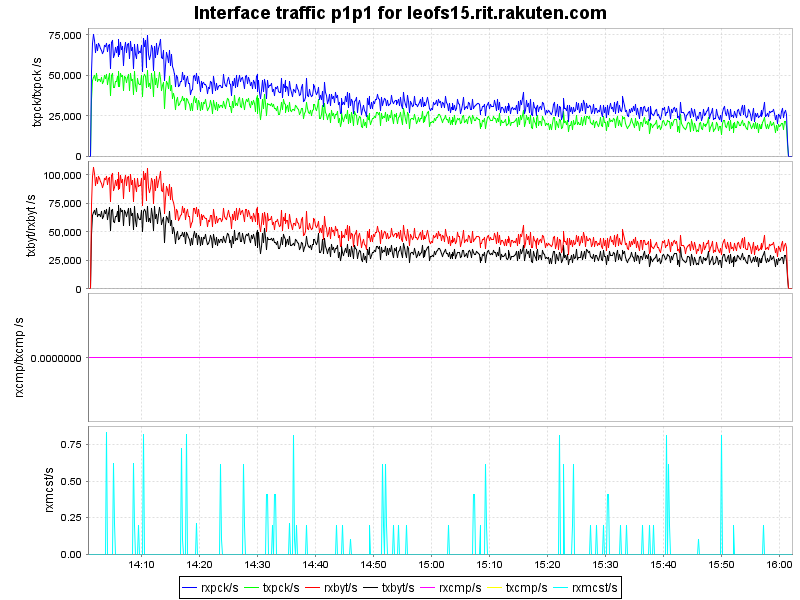 Interface traffic p1p1 for leofs15.rit.rakuten.com
txpck/txpck /s
75,000
50,000
25,000
0
txbyt/rxbyt /s
100,000
75,000
50,000
25,000
0
rxcmp/txcmp /s
0.0000000
rxmcst/s
0.75
0.50
0.25
0.00
14:10 14:20 14:30 14:40 14:50 15:00 15:10 15:20 15:30 15:40 15:50 16:00
rxpck/s txpck/s rxbyt/s txbyt/s rxcmp/s txcmp/s rxmcst/s